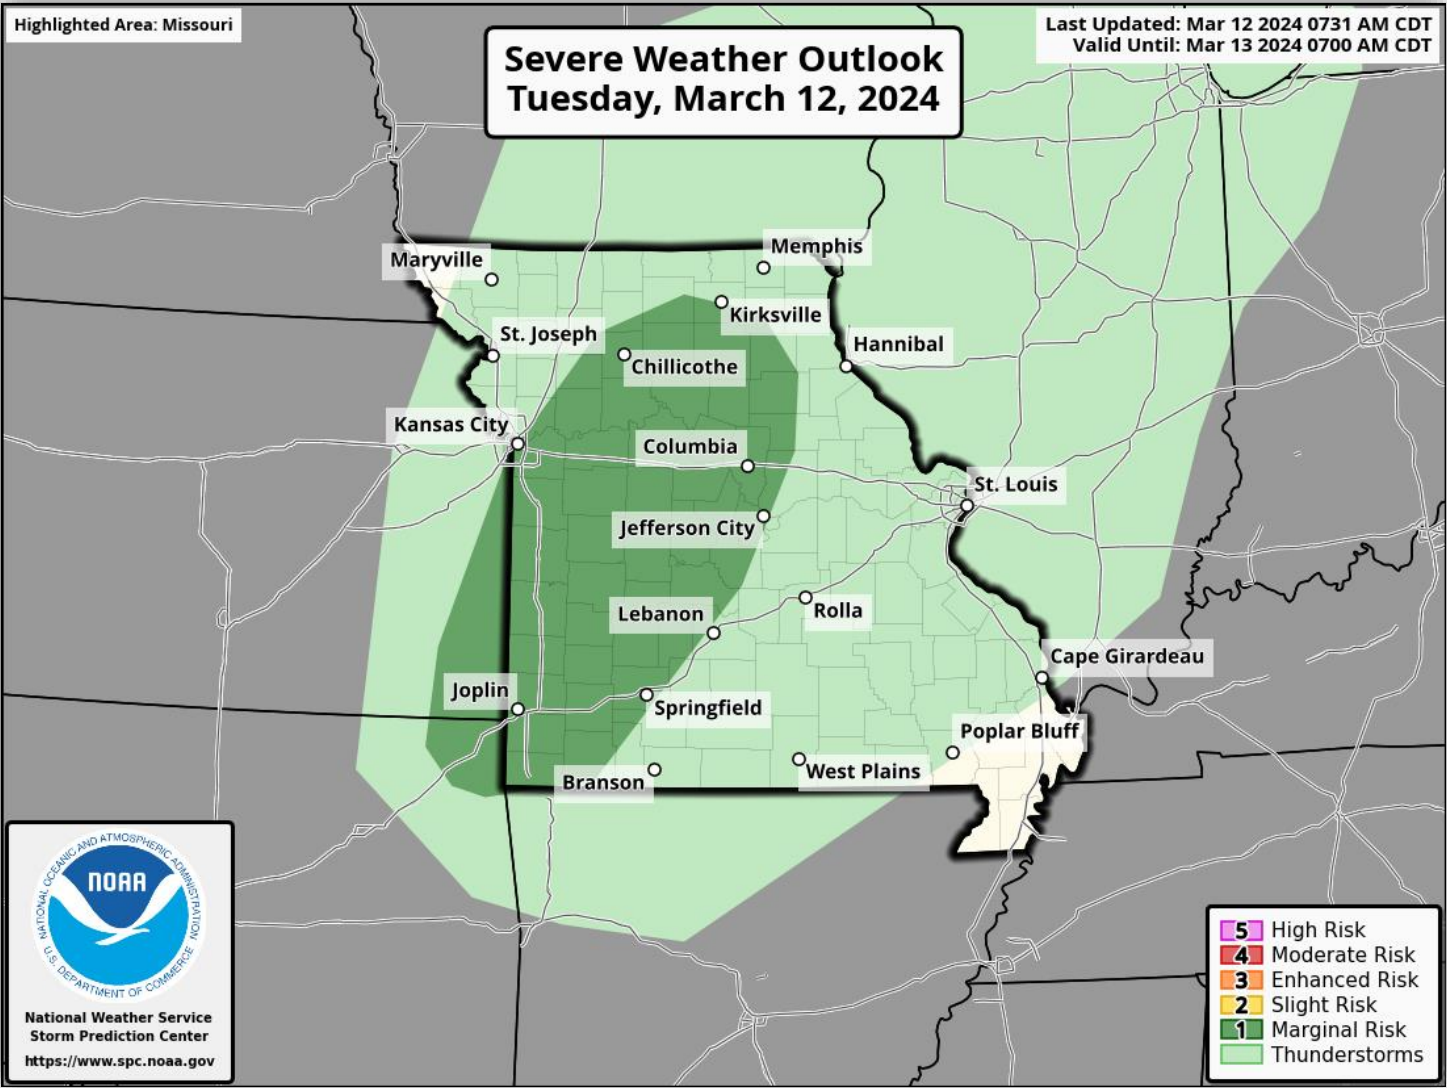 Highlighted Area: Missouri
Last Updated: Mar 12 2024 0731 AM CDT
Valid Until: Mar 13 2024 0700 AM CDT
Severe Weather Outlook
Tuesday, March 12, 2024
Memphis
Maryville
Kirksville
St. Joseph
Hannibal
Chillicothe
Kansas City
Columbia
St. Louis
Jefferson City
Lebanon
Rolla
Cape Girardeau
Joplin
Springfield
Poplar Bluff
West Plains
Branson
NATIONAL OCEANIC AND ATMOSPHERIC ADMINISTRATION
NOAA
U.S. DEPARTMENT OF COMMERCE
National Weather Service
Storm Prediction Center
https://www.spc.noaa.gov
5 High Risk
4 Moderate Risk
3 Enhanced Risk
2 Slight Risk
1 Marginal Risk
Thunderstorms